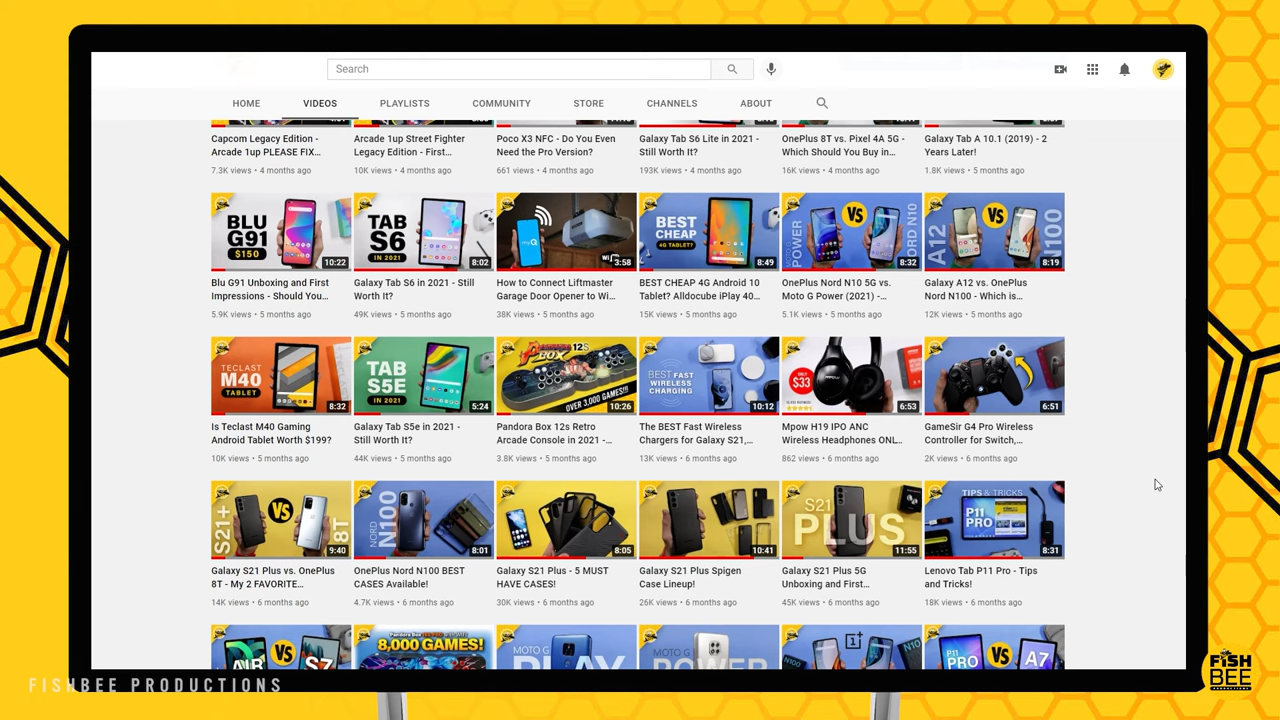 Search
HOME
VIDEOS
PLAYLISTS
COMMUNITY
STORE
CHANNELS
ABOUT
Capcom Legacy Edition -
Arcade 1up PLEASE FIX...
7.3K views • 4 months ago
Arcade 1up Street Fighter
Legacy Edition - First...
10K views • 4 months ago
Poco X3 NFC - Do You Even
Need the Pro Version?
661 views • 4 months ago
Galaxy Tab S6 Lite in 2021 -
Still Worth It?
193K views • 4 months ago
OnePlus 8T vs. Pixel 4A 5G -
Which Should You Buy in...
16K views • 4 months ago
Galaxy Tab A 10.1 (2019) - 2
Years Later!
1.8K views • 5 months ago
BLU
G91
$150
10:22
Blu G91 Unboxing and First
Impressions - Should You...
5.9K views • 5 months ago
TAB
S6
IN 2021
8:02
Galaxy Tab S6 in 2021 - Still
Worth It?
49K views • 5 months ago
myQ
3:58
How to Connect Liftmaster
Garage Door Opener to Wi...
38K views • 5 months ago
BEST
CHEAP
4G TABLET?
8:49
BEST CHEAP 4G Android 10
Tablet? Alldocube iPlay 40...
15K views • 5 months ago
POWER
VS
ORD N10
8:32
OnePlus Nord N10 5G vs.
Moto G Power (2021) -...
5.1K views • 5 months ago
A12
VS
N100
8:19
Galaxy A12 vs. OnePlus
Nord N100 - Which is...
12K views • 5 months ago
TECLAST
M40
TABLET
8:32
Is Teclast M40 Gaming
Android Tablet Worth $199?
10K views • 5 months ago
TAB
S5E
IN 2021
5:24
Galaxy Tab S5e in 2021 -
Still Worth It?
44K views • 5 months ago
12S
BOX
OVER 3,000 GAMES!!!
10:26
Pandora Box 12s Retro
Arcade Console in 2021 -...
3.8K views • 5 months ago
BEST FAST
WIRELESS
CHARGING
10:12
The BEST Fast Wireless
Chargers for Galaxy S21,...
13K views • 6 months ago
ONLY
$33
6:53
Mpow H19 IPO ANC
Wireless Headphones ONL...
862 views • 6 months ago
6:51
GameSir G4 Pro Wireless
Controller for Switch,...
2K views • 6 months ago
S21+
VS
8T
9:40
Galaxy S21 Plus vs. OnePlus
8T - My 2 FAVORITE...
14K views • 6 months ago
NORD
N100
8:01
OnePlus Nord N100 BEST
CASES Available!
4.7K views • 6 months ago
8:05
Galaxy S21 Plus - 5 MUST
HAVE CASES!
30K views • 6 months ago
10:41
Galaxy S21 Plus Spigen
Case Lineup!
26K views • 6 months ago
S21
PLUS
11:55
Galaxy S21 Plus 5G
Unboxing and First...
45K views • 6 months ago
TIPS & TRICKS
P11
PRO
8:31
Lenovo Tab P11 Pro - Tips
and Tricks!
18K views • 6 months ago
AIR
VS
S7
8,000 GAMES!
MOTO G
PLAY
MOTO G
POWER
N100
N10
P11
PRO
VS
A7
FISHBEE PRODUCTIONS
FISH
BEE